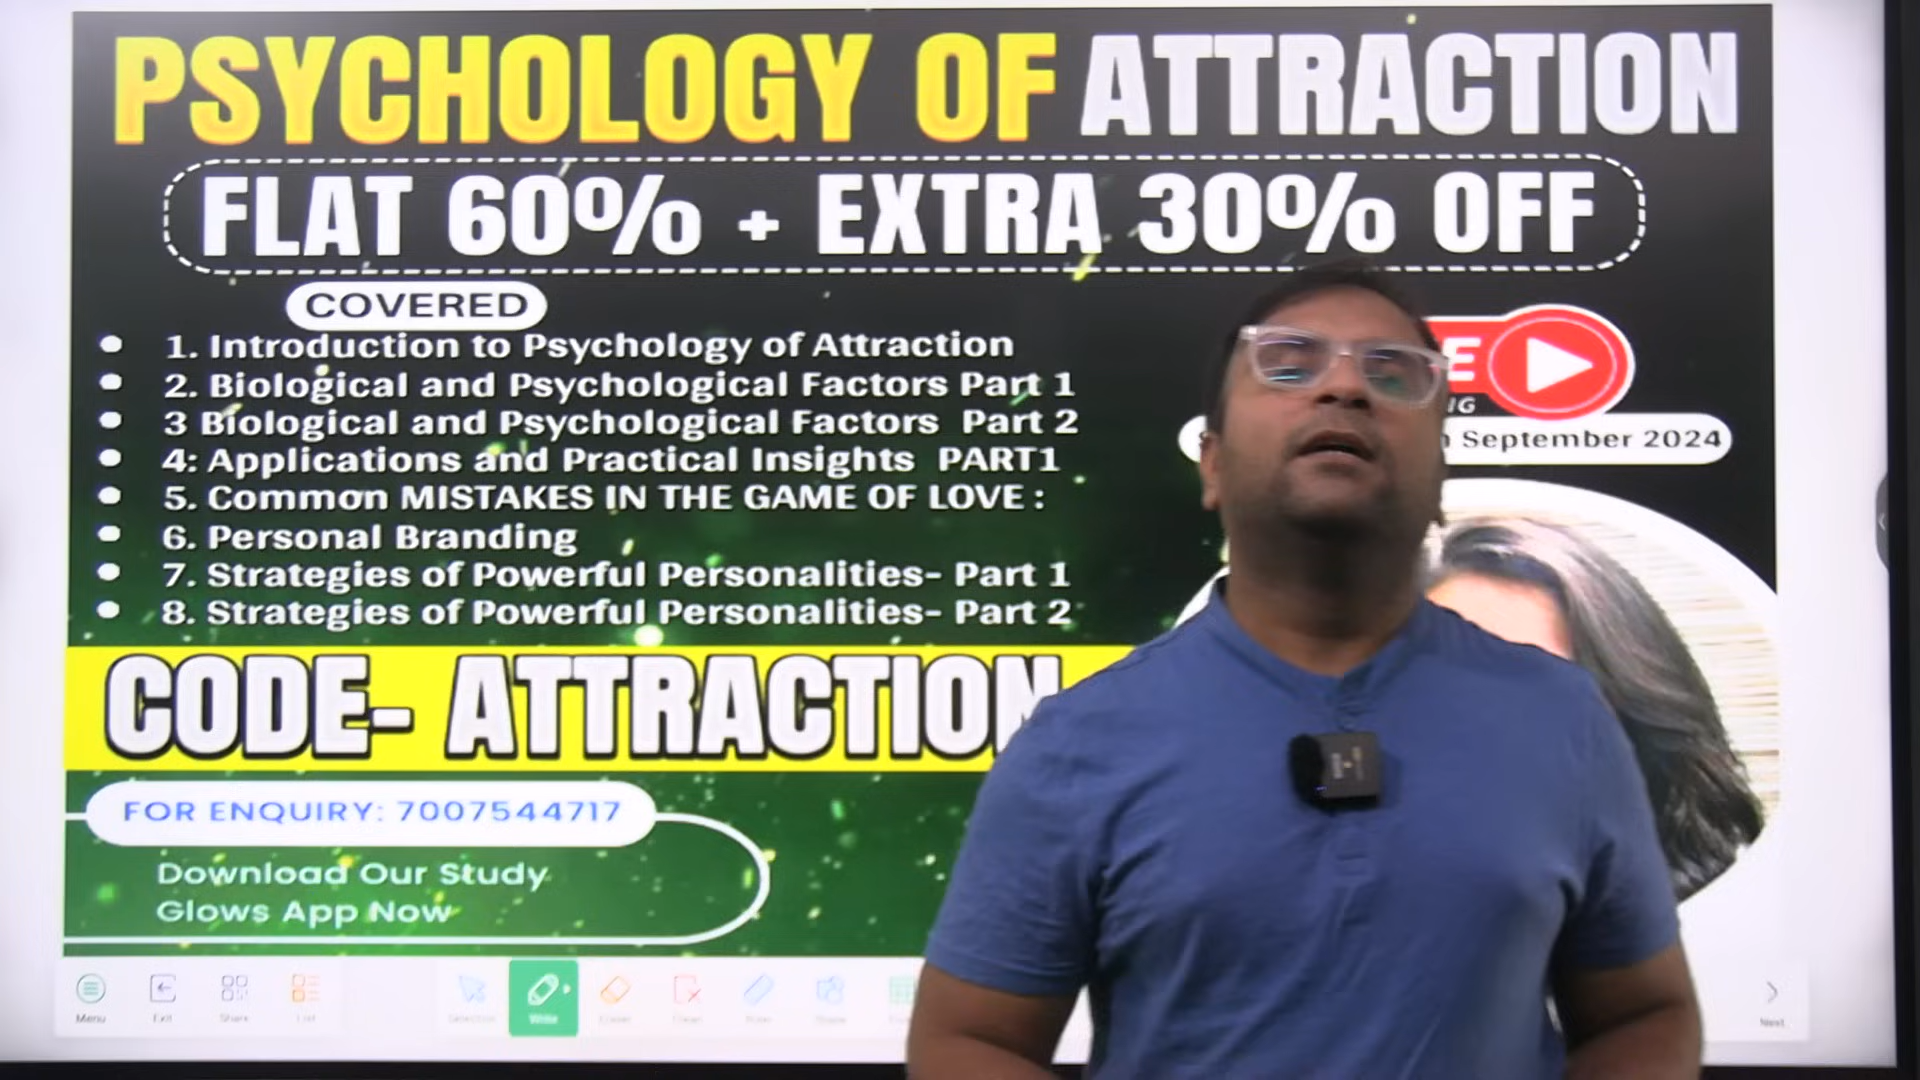 PSYCHOLOGY OF ATTRACTION
FLAT 60% + EXTRA 30% OFF
COVERED
1. Introduction to Psychology of Attraction
2. Biological and Psychological Factors Part 1
3 Biological and Psychological Factors Part 2
4: Applications and Practical Insights PART1
5. Common MISTAKES IN THE GAME OF LOVE :
6. Personal Branding
7. Strategies of Powerful Personalities- Part 1
8. Strategies of Powerful Personalities- Part 2
September 2024
CODE- ATTRACTION
FOR ENQUIRY: 7007544717
Download Our Study
Glows App Now
Menu Exit Share List Write Next